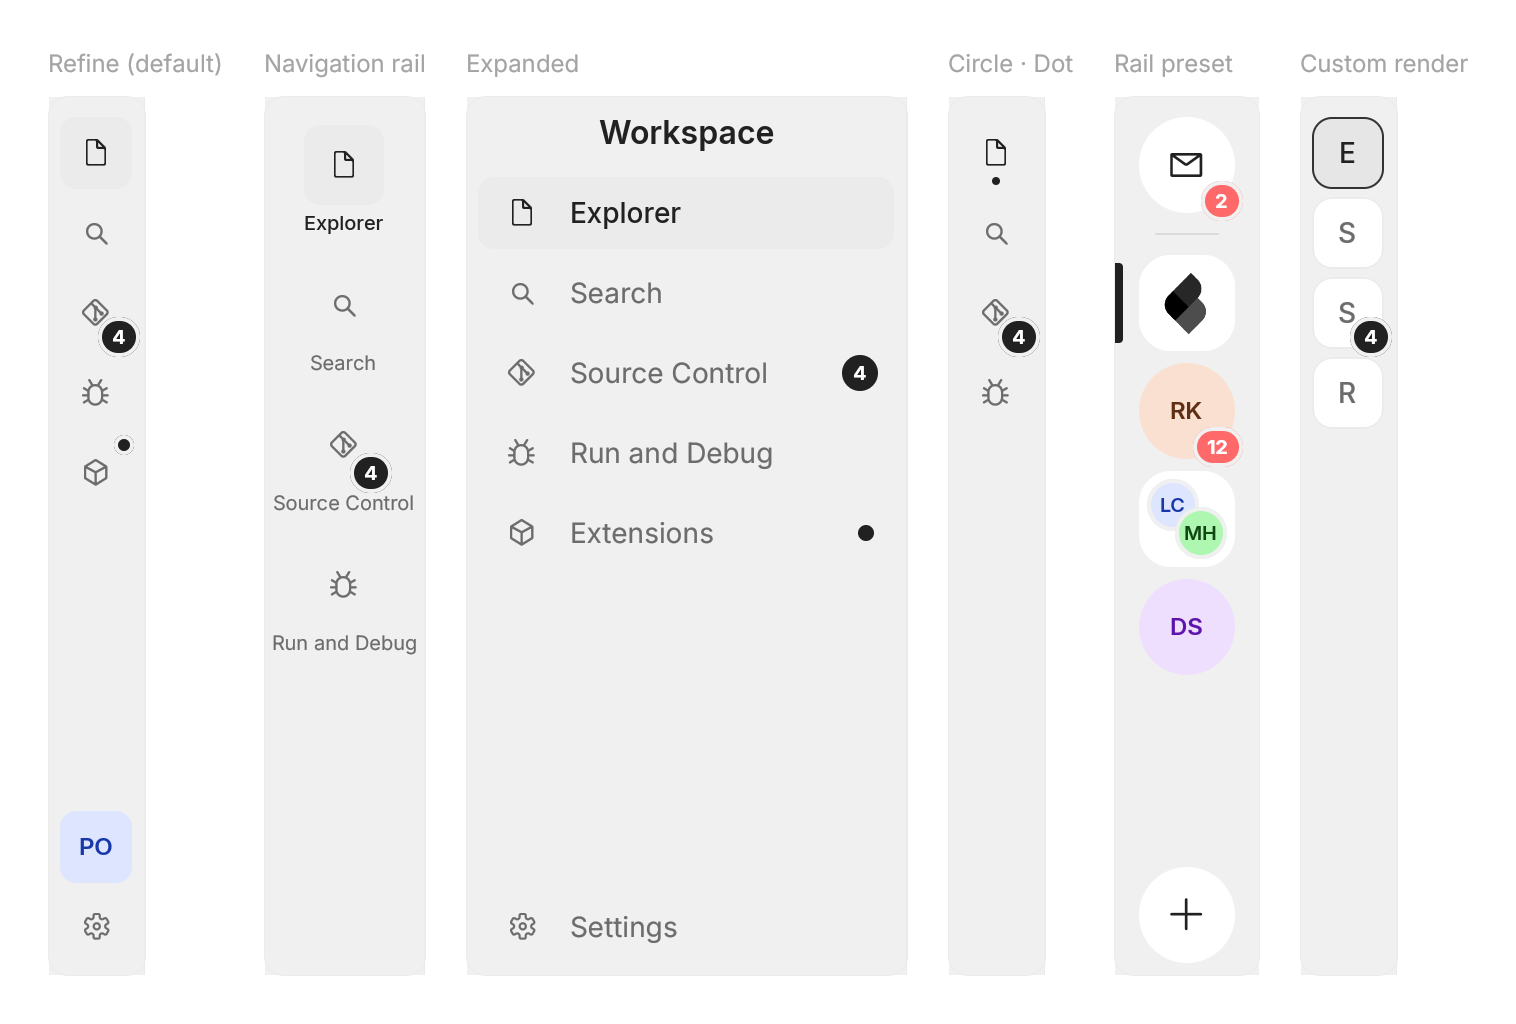 Refine (default)
4
PO
Navigation rail
Explorer
Search
4
Source Control
Run and Debug
Expanded
Workspace
Explorer
Search
Source Control 4
Run and Debug
Extensions
Settings
Circle · Dot
4
Rail preset
2
RK
12
LC
MH
DS
Custom render
E
S
S
4
R